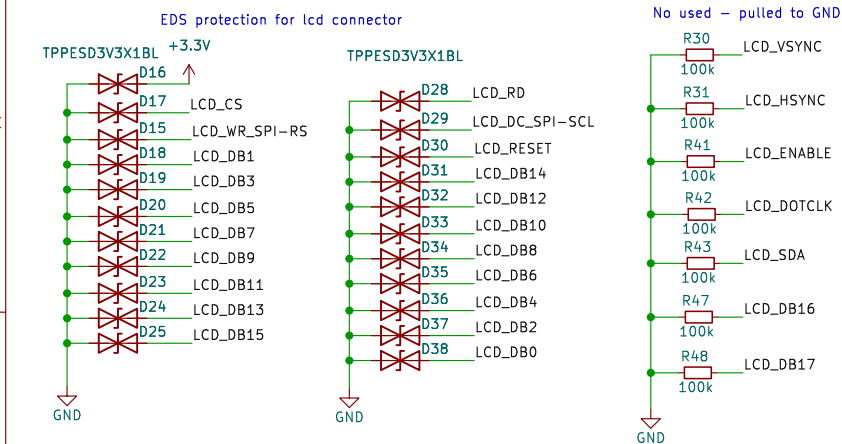 EDS protection for lcd connector
TPPESD3V3X1BL
+3.3V
D16
D17 LCD_CS
D15 LCD_WR_SPI-RS
D18 LCD_DB1
D19 LCD_DB3
D20 LCD_DB5
D21 LCD_DB7
D22 LCD_DB9
D23 LCD_DB11
D24 LCD_DB13
D25 LCD_DB15
GND
TPPESD3V3X1BL
D28 LCD_RD
D29 LCD_DC_SPI-SCL
D30 LCD_RESET
D31 LCD_DB14
D32 LCD_DB12
D33 LCD_DB10
D34 LCD_DB8
D35 LCD_DB6
D36 LCD_DB4
D37 LCD_DB2
D38 LCD_DB0
GND
No used - pulled to GND
R30 LCD_VSYNC
100k
R31 LCD_HSYNC
100k
R41 LCD_ENABLE
100k
R42 LCD_DOTCLK
100k
R43 LCD_SDA
100k
R47 LCD_DB16
100k
R48 LCD_DB17
100k
GND